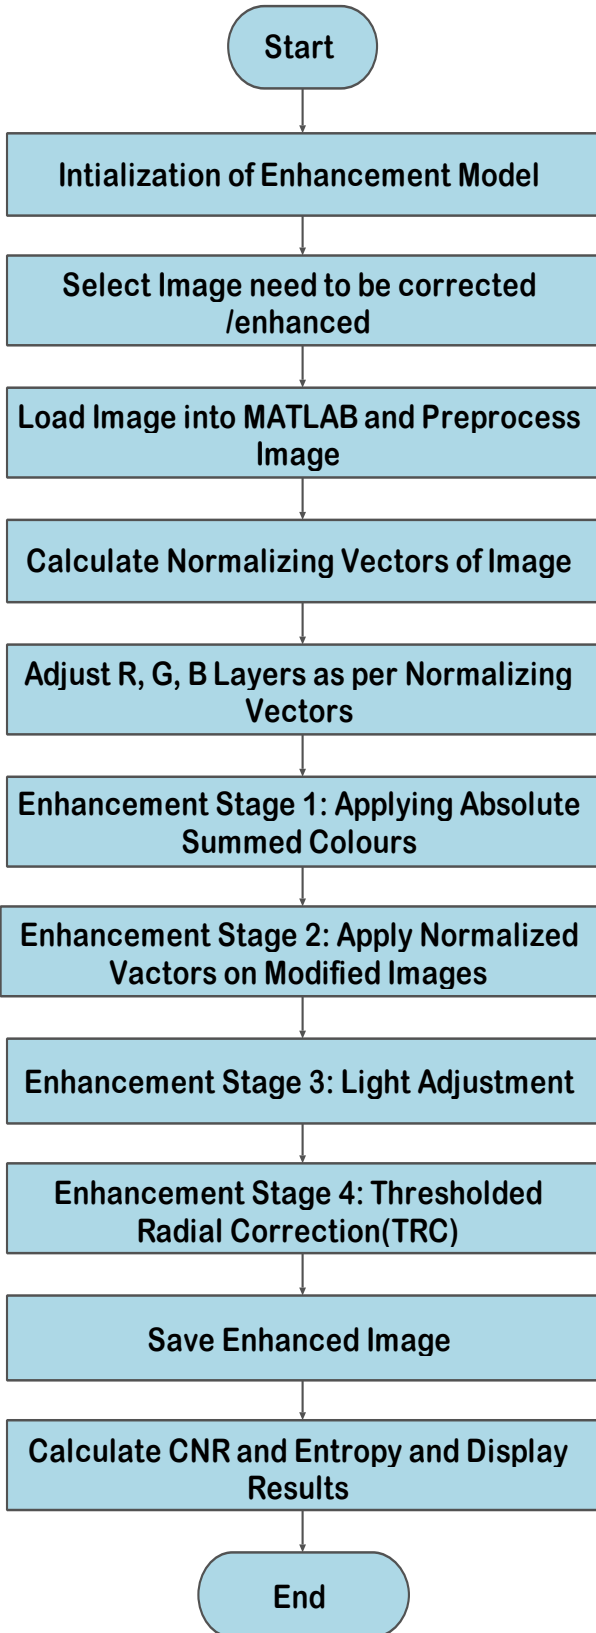 Start
Intialization of Enhancement Model
Select Image need to be corrected
/enhanced
Load Image into MATLAB and Preprocess
Image
Calculate Normalizing Vectors of Image
Adjust R, G, B Layers as per Normalizing
Vectors
Enhancement Stage 1: Applying Absolute
Summed Colours
Enhancement Stage 2: Apply Normalized
Vactors on Modified Images
Enhancement Stage 3: Light Adjustment
Enhancement Stage 4: Thresholded
Radial Correction(TRC)
Save Enhanced Image
Calculate CNR and Entropy and Display
Results
End